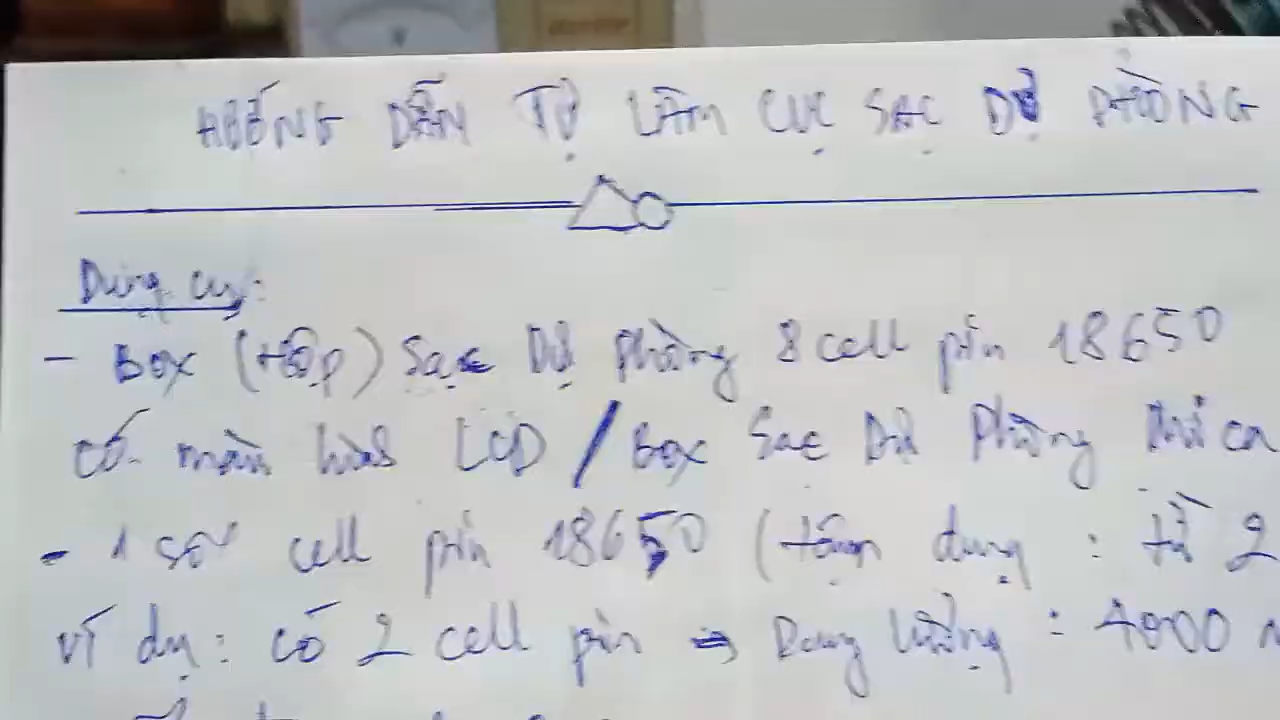 HƯỚNG DẪN TỰ LÀM CỤC SẠC DỰ PHÒNG
Dụng cụ:
- Box (Hộp) Sạc Dự Phòng 8 cell pin 18650
có màn hình LCD / Box Sạc Dự Phòng
- 1 số cell pin 18650 (tận dụng : từ 2
Ví dụ : có 2 cell pin => Dung lượng : 4000